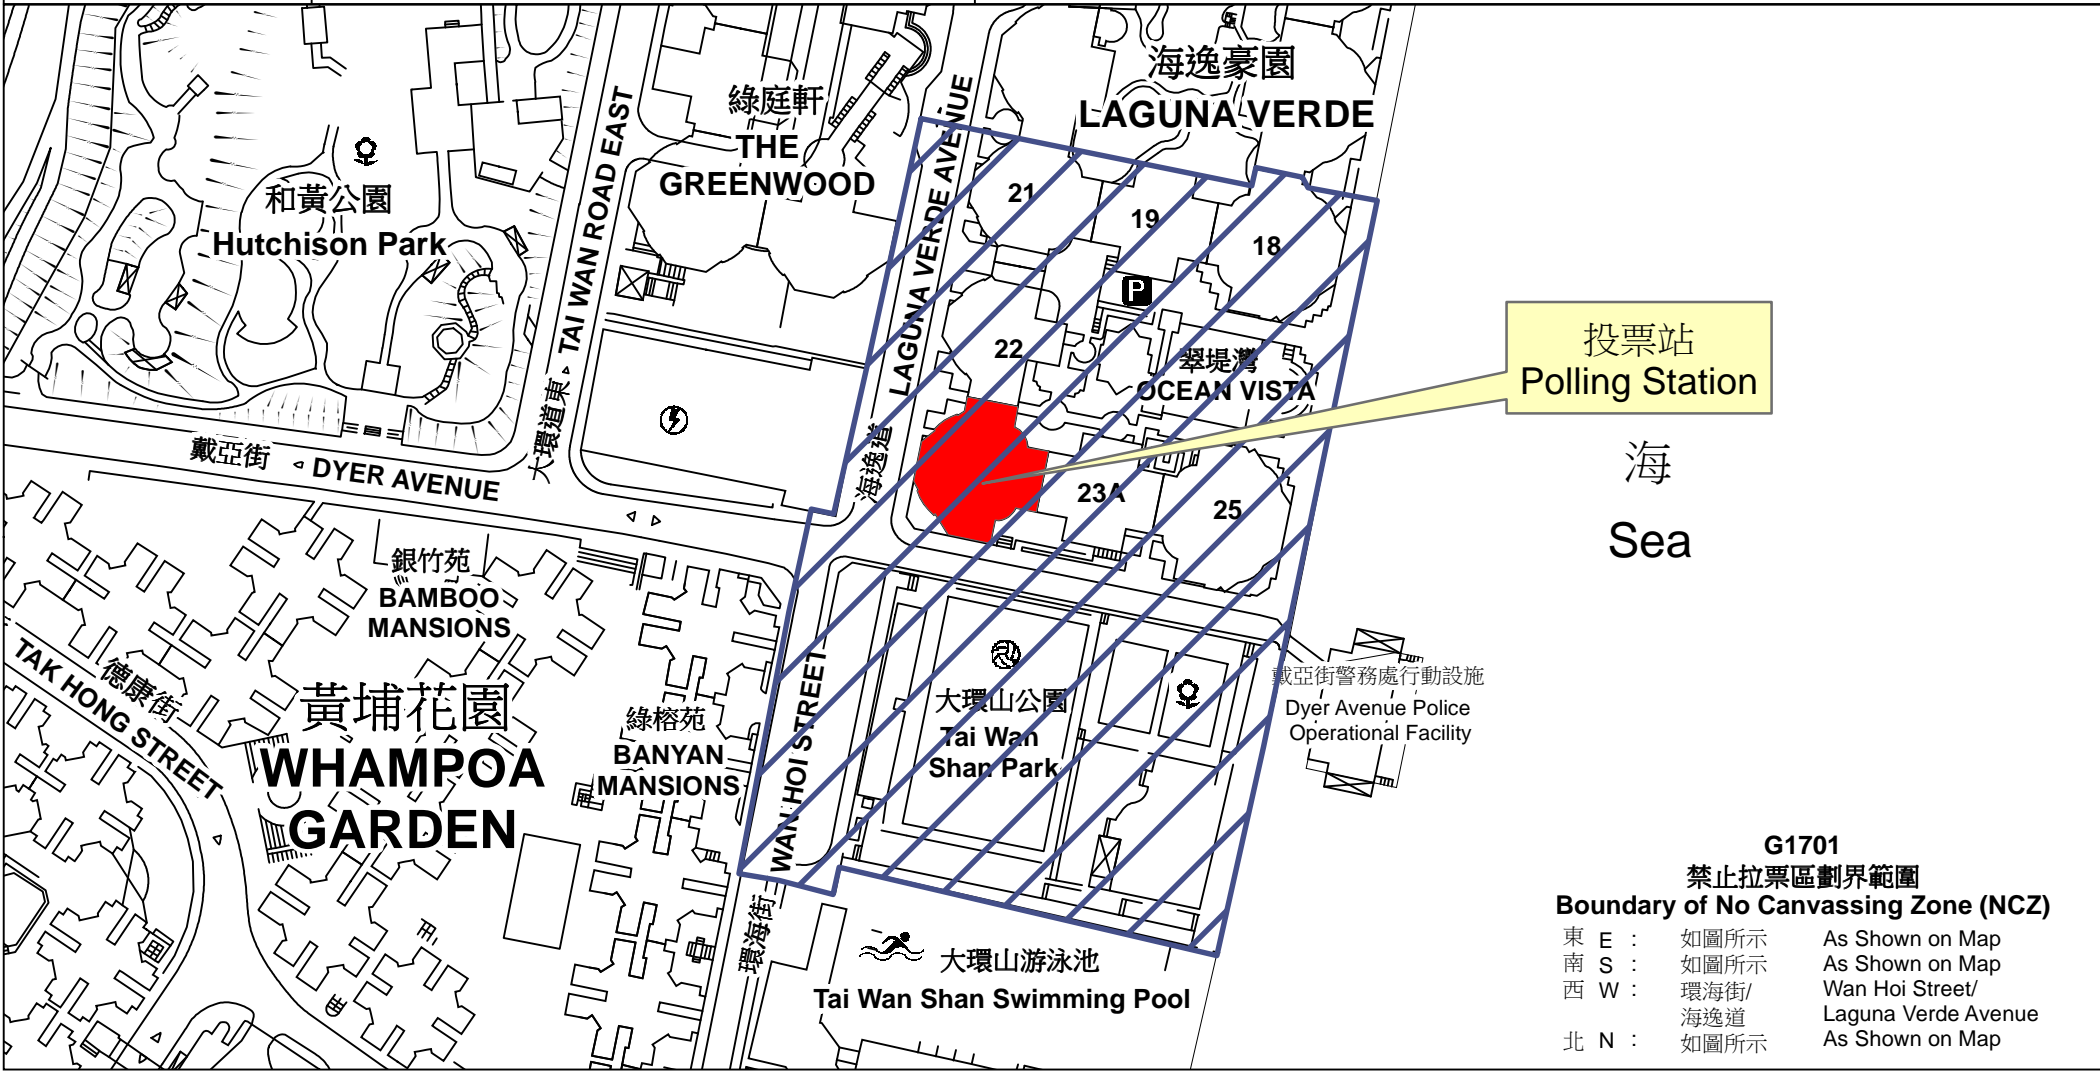 海逸豪園
LAGUNA VERDE
綠庭軒
THE
GREENWOOD
和黃公園
Hutchison Park
大環道東
TAI WAN ROAD EAST
海逸道
LAGUNA VERDE AVENUE
21
19
18
P
22
翠堤灣
OCEAN VISTA
23A
25
投票站
Polling Station
海
Sea
戴亞街
DYER AVENUE
銀竹苑
BAMBOO
MANSIONS
德康街
TAK HONG STREET
黃埔花園
WHAMPOA
GARDEN
綠榕苑
BANYAN
MANSIONS
WAN HOI STREET
環海街
大環山公園
Tai Wan
Shan Park
戴亞街警務處行動設施
Dyer Avenue Police
Operational Facility
大環山游泳池
Tai Wan Shan Swimming Pool
G1701
禁止拉票區劃界範圍
Boundary of No Canvassing Zone (NCZ)
東 E : 如圖所示 As Shown on Map
南 S : 如圖所示 As Shown on Map
西 W : 環海街/ Wan Hoi Street/
海逸道 Laguna Verde Avenue
北 N : 如圖所示 As Shown on Map